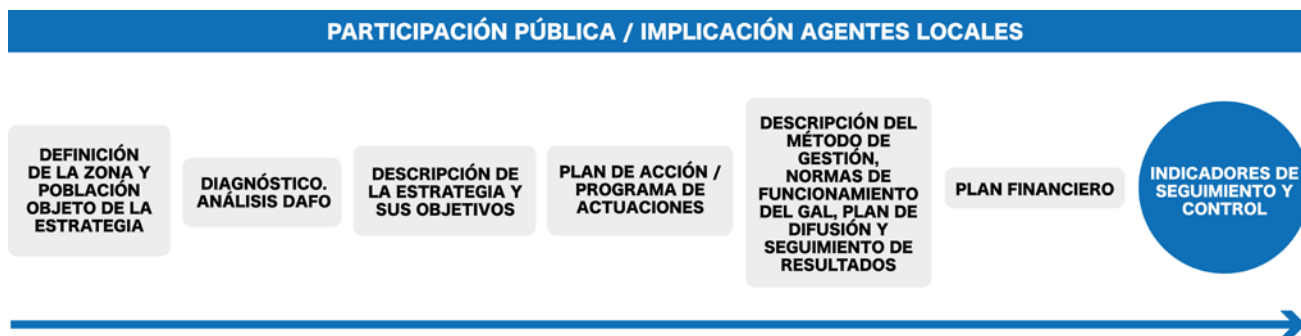 PARTICIPACIÓN PÚBLICA / IMPLICACIÓN AGENTES LOCALES
DEFINICIÓN
DE LA ZONA Y
POBLACIÓN
OBJETO DE LA
ESTRATEGIA
DIAGNÓSTICO.
ANÁLISIS DAFO
DESCRIPCIÓN DE
LA ESTRATEGIA Y
SUS OBJETIVOS
PLAN DE ACCIÓN /
PROGRAMA DE
ACTUACIONES
DESCRIPCIÓN DEL
MÉTODO DE
GESTIÓN,
NORMAS DE
FUNCIONAMIENTO
DEL GAL, PLAN DE
DIFUSIÓN Y
SEGUIMIENTO DE
RESULTADOS
PLAN FINANCIERO
INDICADORES DE
SEGUIMIENTO Y
CONTROL